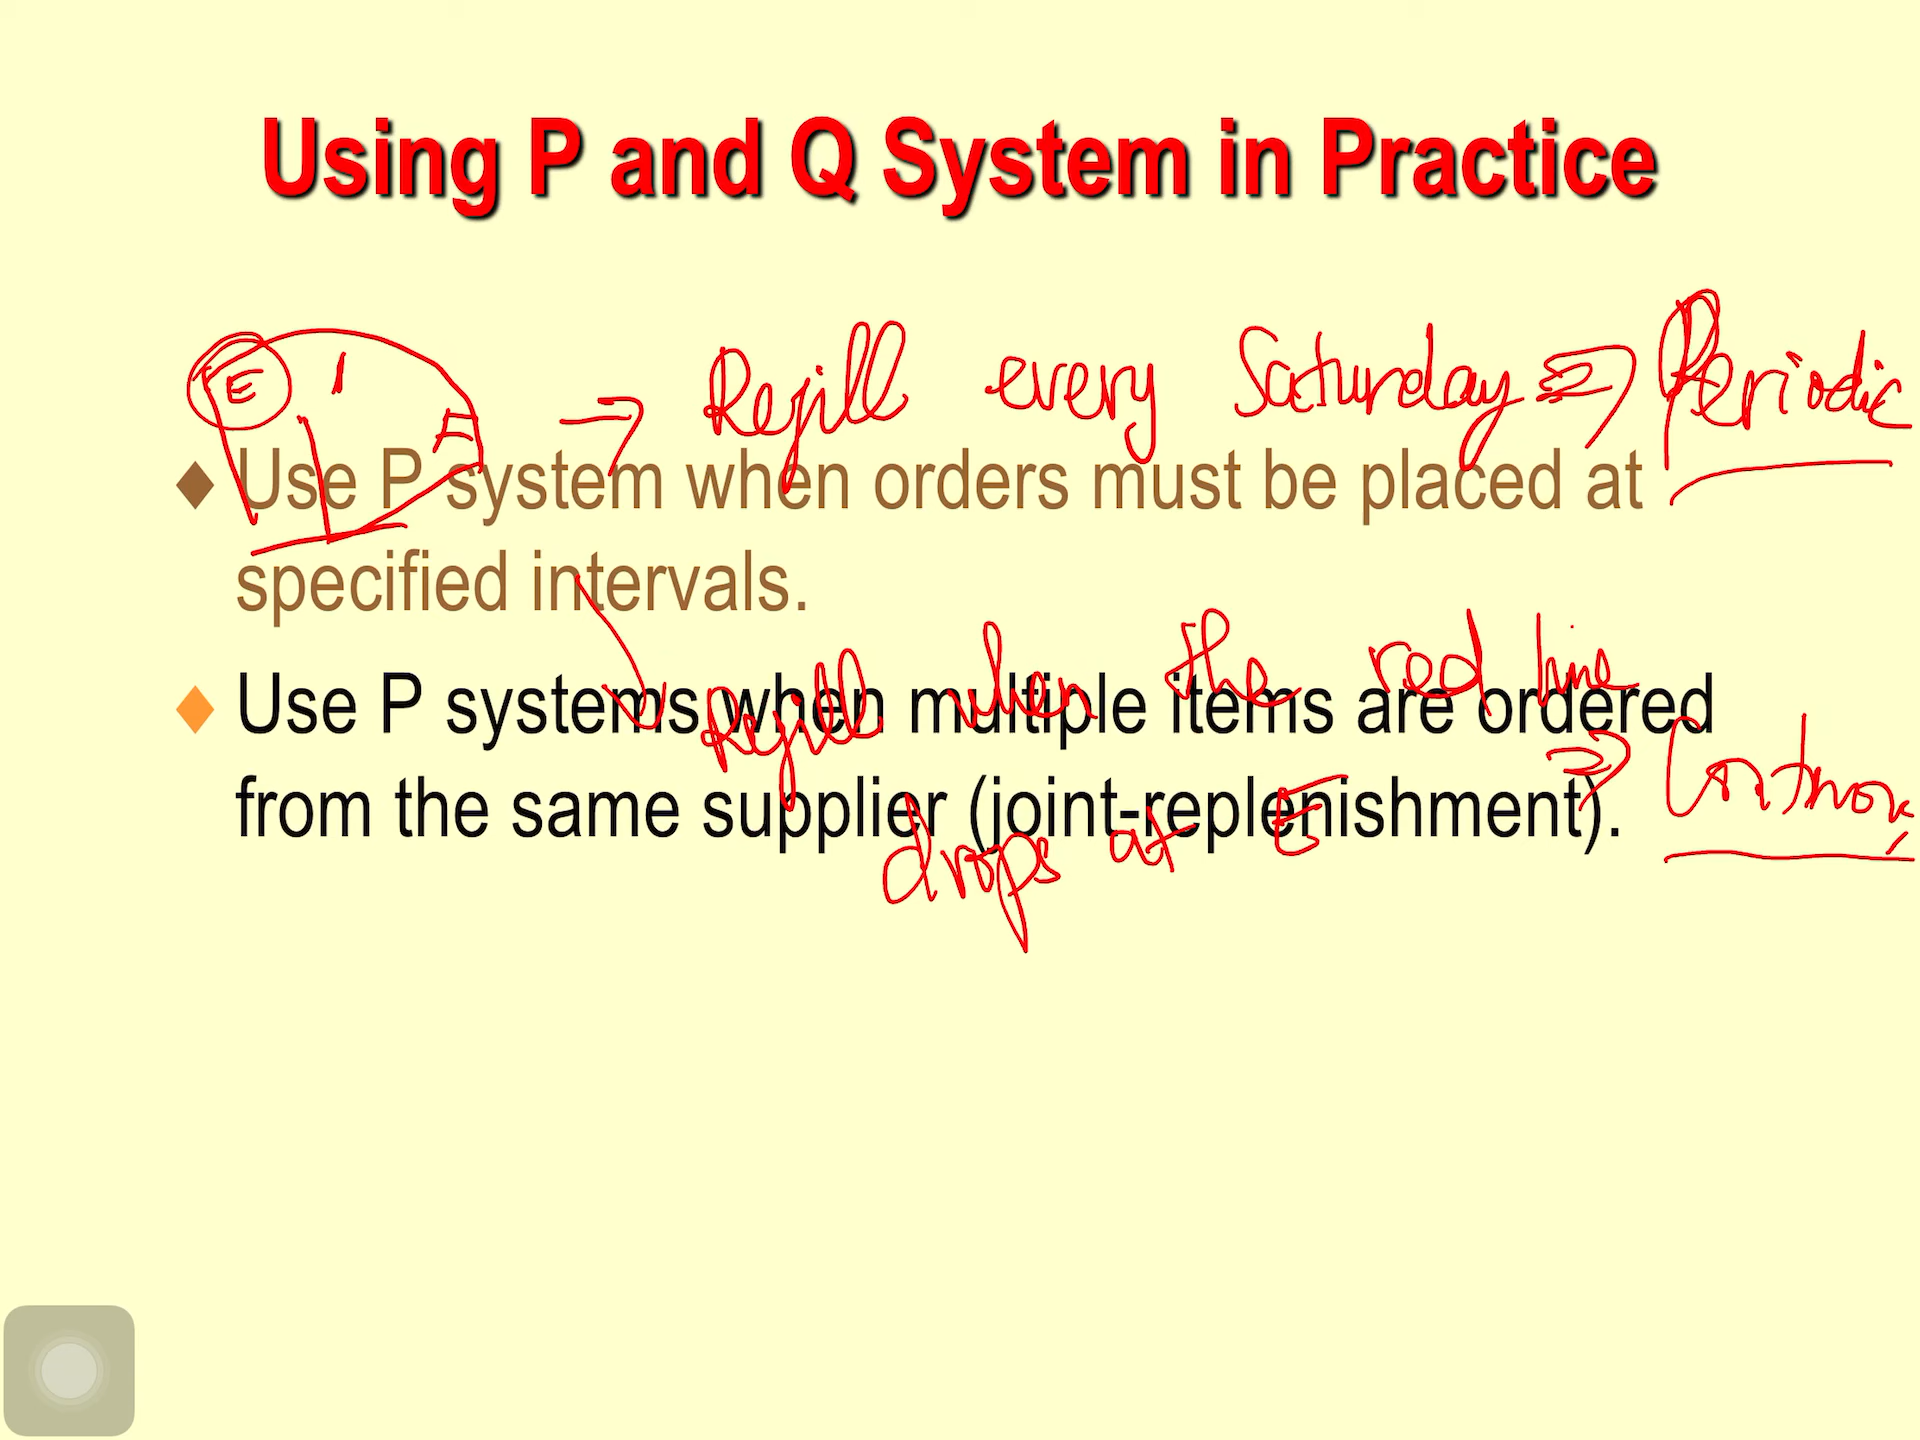 Using P and Q System in Practice
E F
→ Refill every Saturday ⇒ Periodic
♦ Use P system when orders must be placed at
specified intervals.
Refill when the red line
drops at E ⇒
♦ Use P systems when multiple items are ordered
from the same supplier (joint-replenishment).